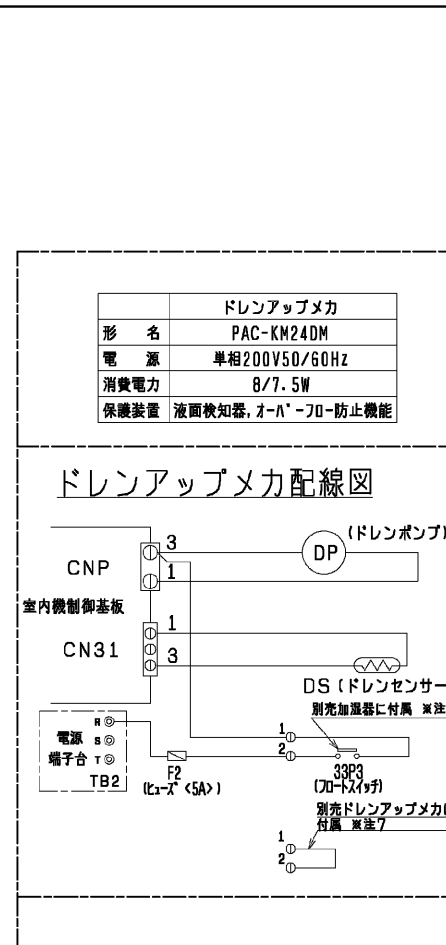 ドレンアップメカ
形 名 PAC-KM24DM
電 源 単相200V50/60Hz
消費電力 8/7.5W
保護装置 液面検知器,オーバーフロー防止機能
ドレンアップメカ配線図
(ドレンポンプ)
3
DP
CNP
1
室内機制御基板
1
CN31
3
DS(ドレンセンサー
別売加湿器に付属 ※注
R
1
電源 S
2
端子台 T
TB2
F2
(ヒューズ<5A>)
33P3
(フロートスイッチ)
別売ドレンアップメカに
付属 ※注7
1
2